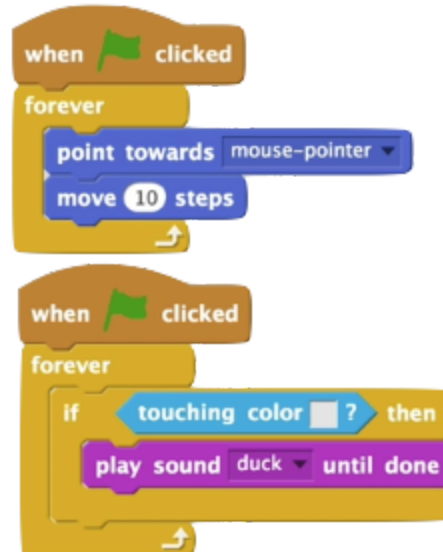 when clicked
forever
point towards mouse-pointer
move 10 steps
when clicked
forever
if touching color ? then
play sound duck until done